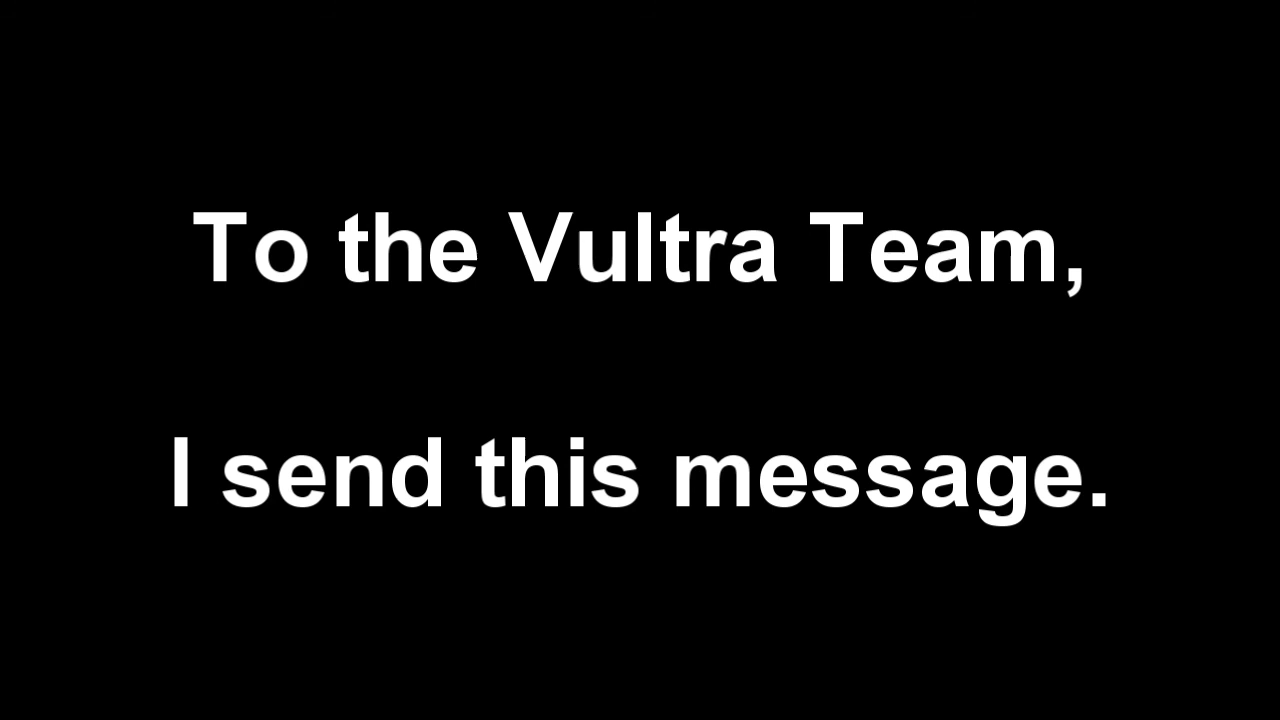 To the Vultra Team,
I send this message.